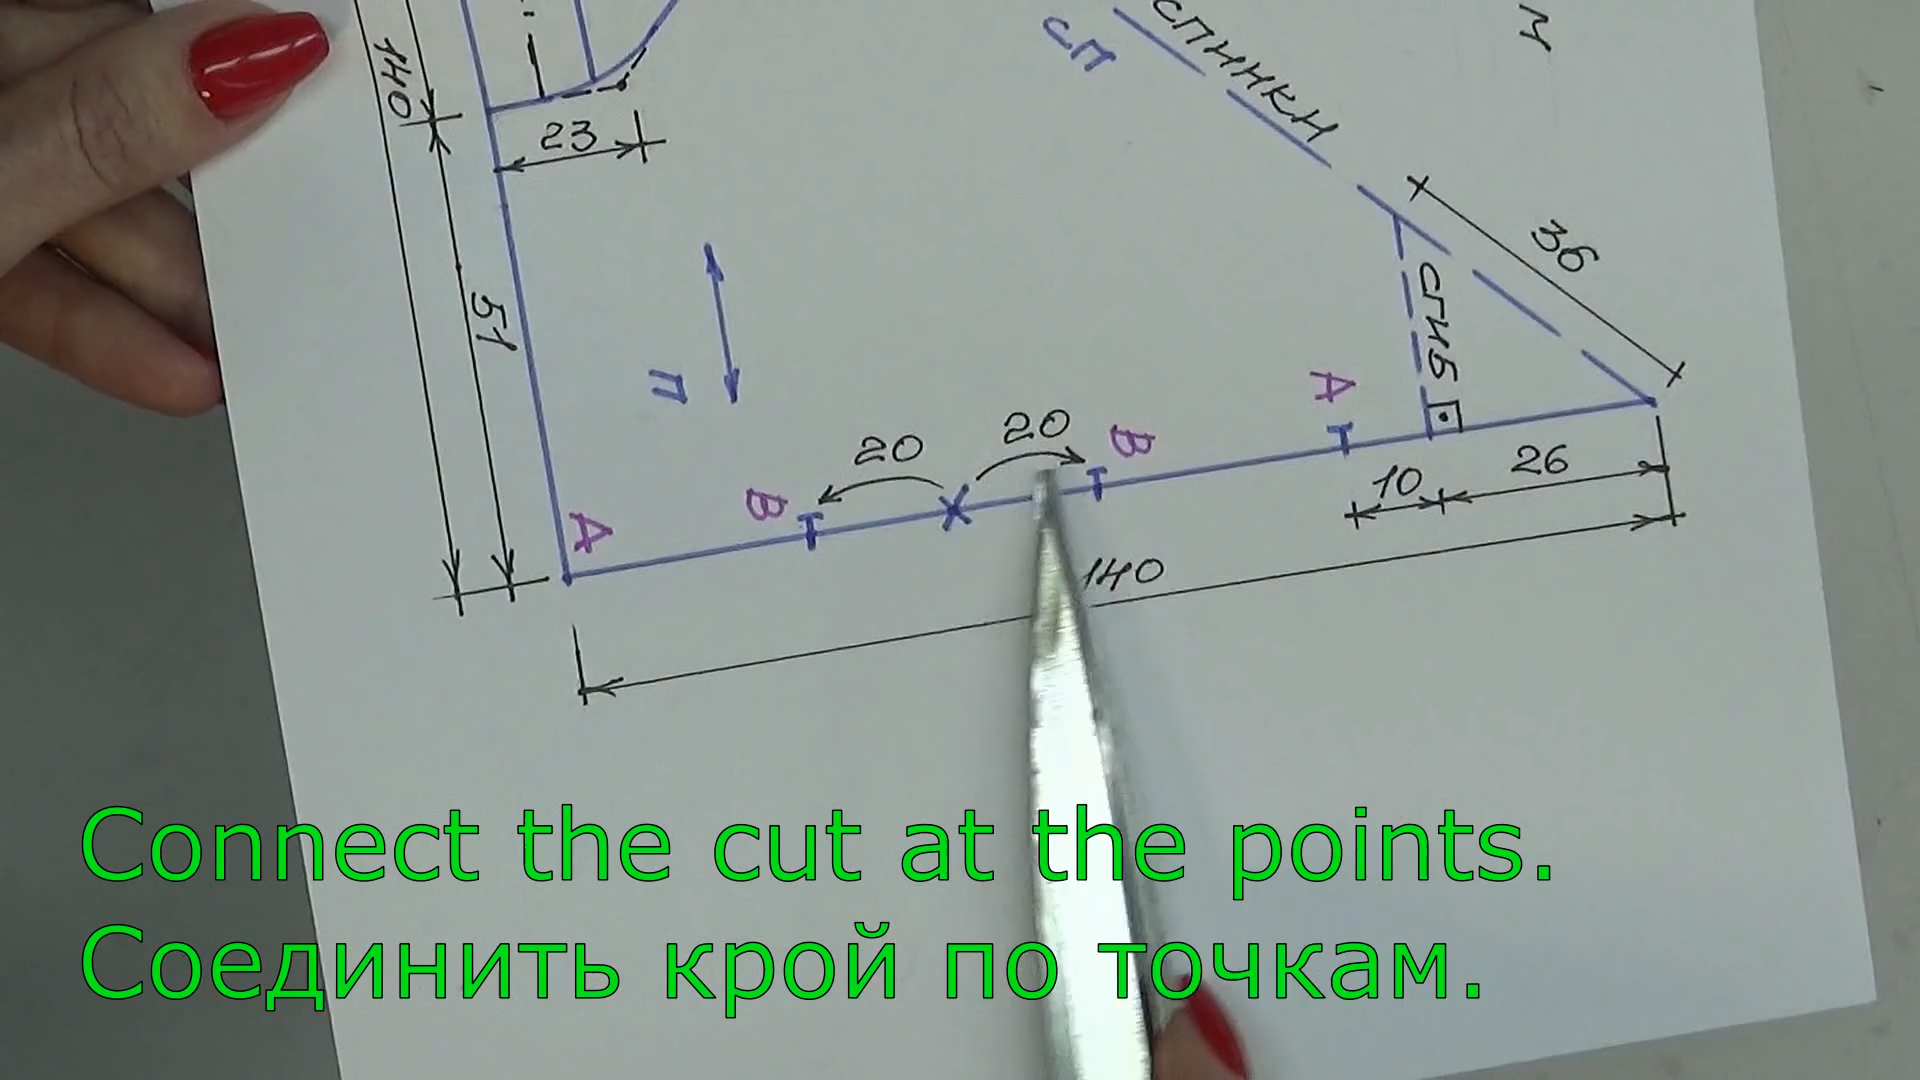 140
23
51
П
СП
СПИНКИ
м
36
СГИБ
A
20
20
B
B
A
10
26
140
Connect the cut at the points.
Соединить крой по точкам.